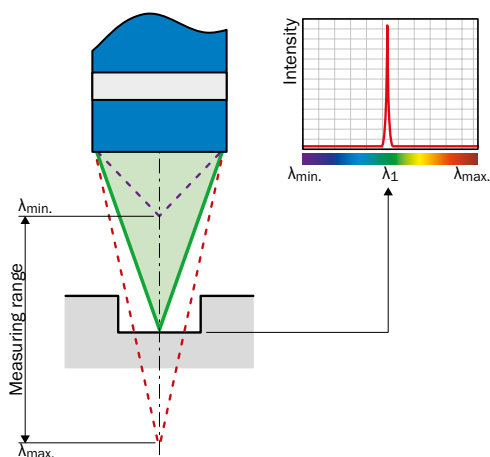 Intensity
λmin.
λ1
λmax.
λmin.
Measuring range
λmax.